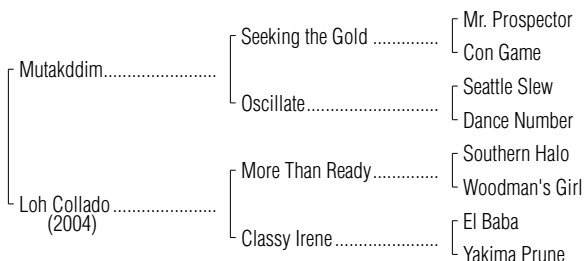 Mr. Prospector
Seeking the Gold ..............
Con Game
Mutakddim........................
Seattle Slew
Oscillate............................
Dance Number
Southern Halo
More Than Ready..............
Woodman's Girl
Loh Collado ......................
(2004)
El Baba
Classy Irene ......................
Yakima Prune